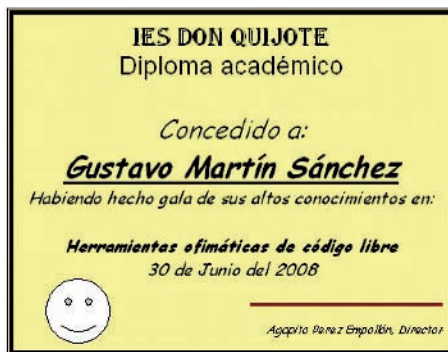 IES DON QUIJOTE
Diploma académico
Concedido a:
Gustavo Martín Sánchez
Habiendo hecho gala de sus altos conocimientos en:
Herramientas ofimáticas de código libre
30 de Junio del 2008
Agapito Perez Empollón, Director